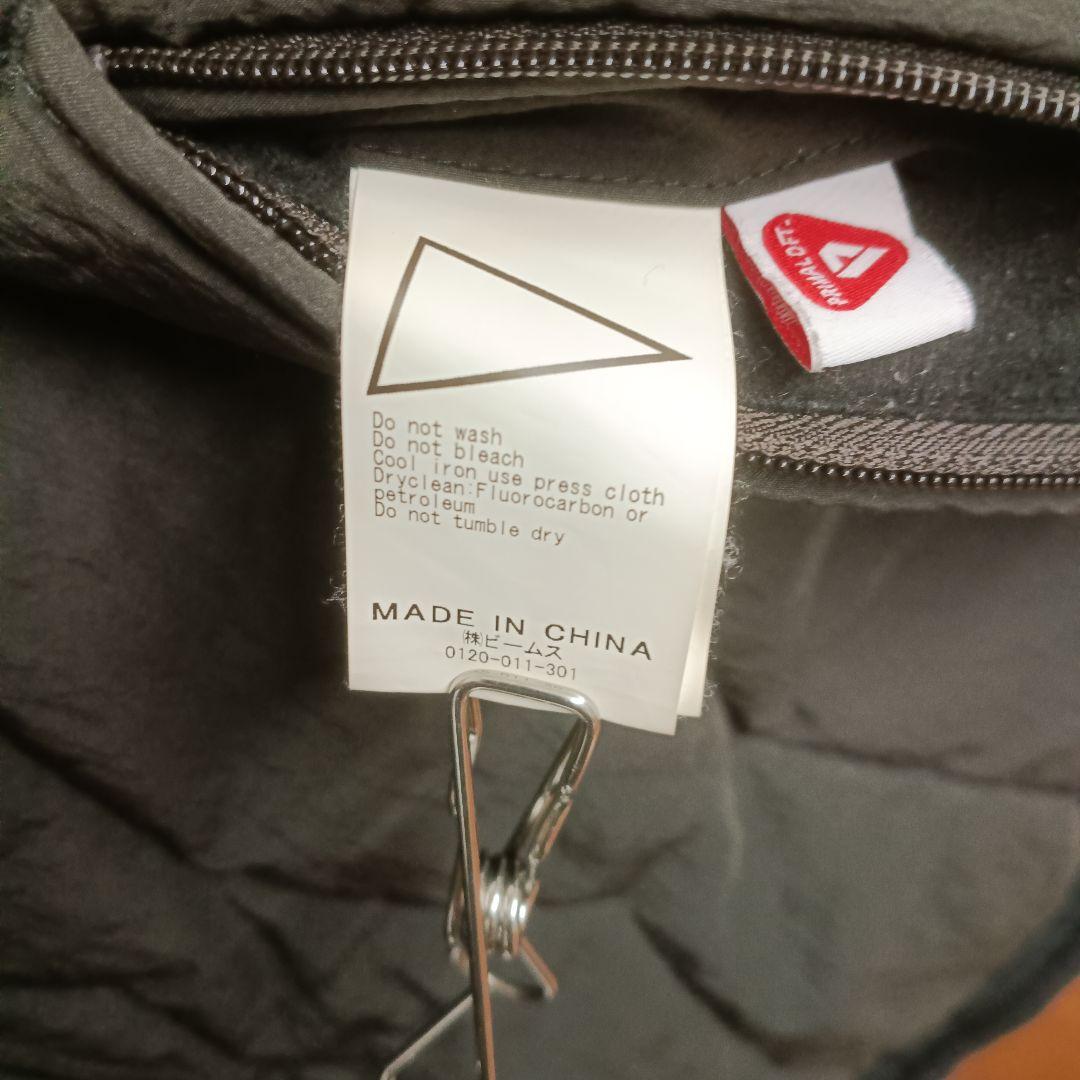 Do not wash
Do not bleach
Cool iron use press cloth
Dryclean:Fluorocarbon or
petroleum
Do not tumble dry
MADE IN CHINA
㈱ビームス
0120-011-301
PRIMALOFT